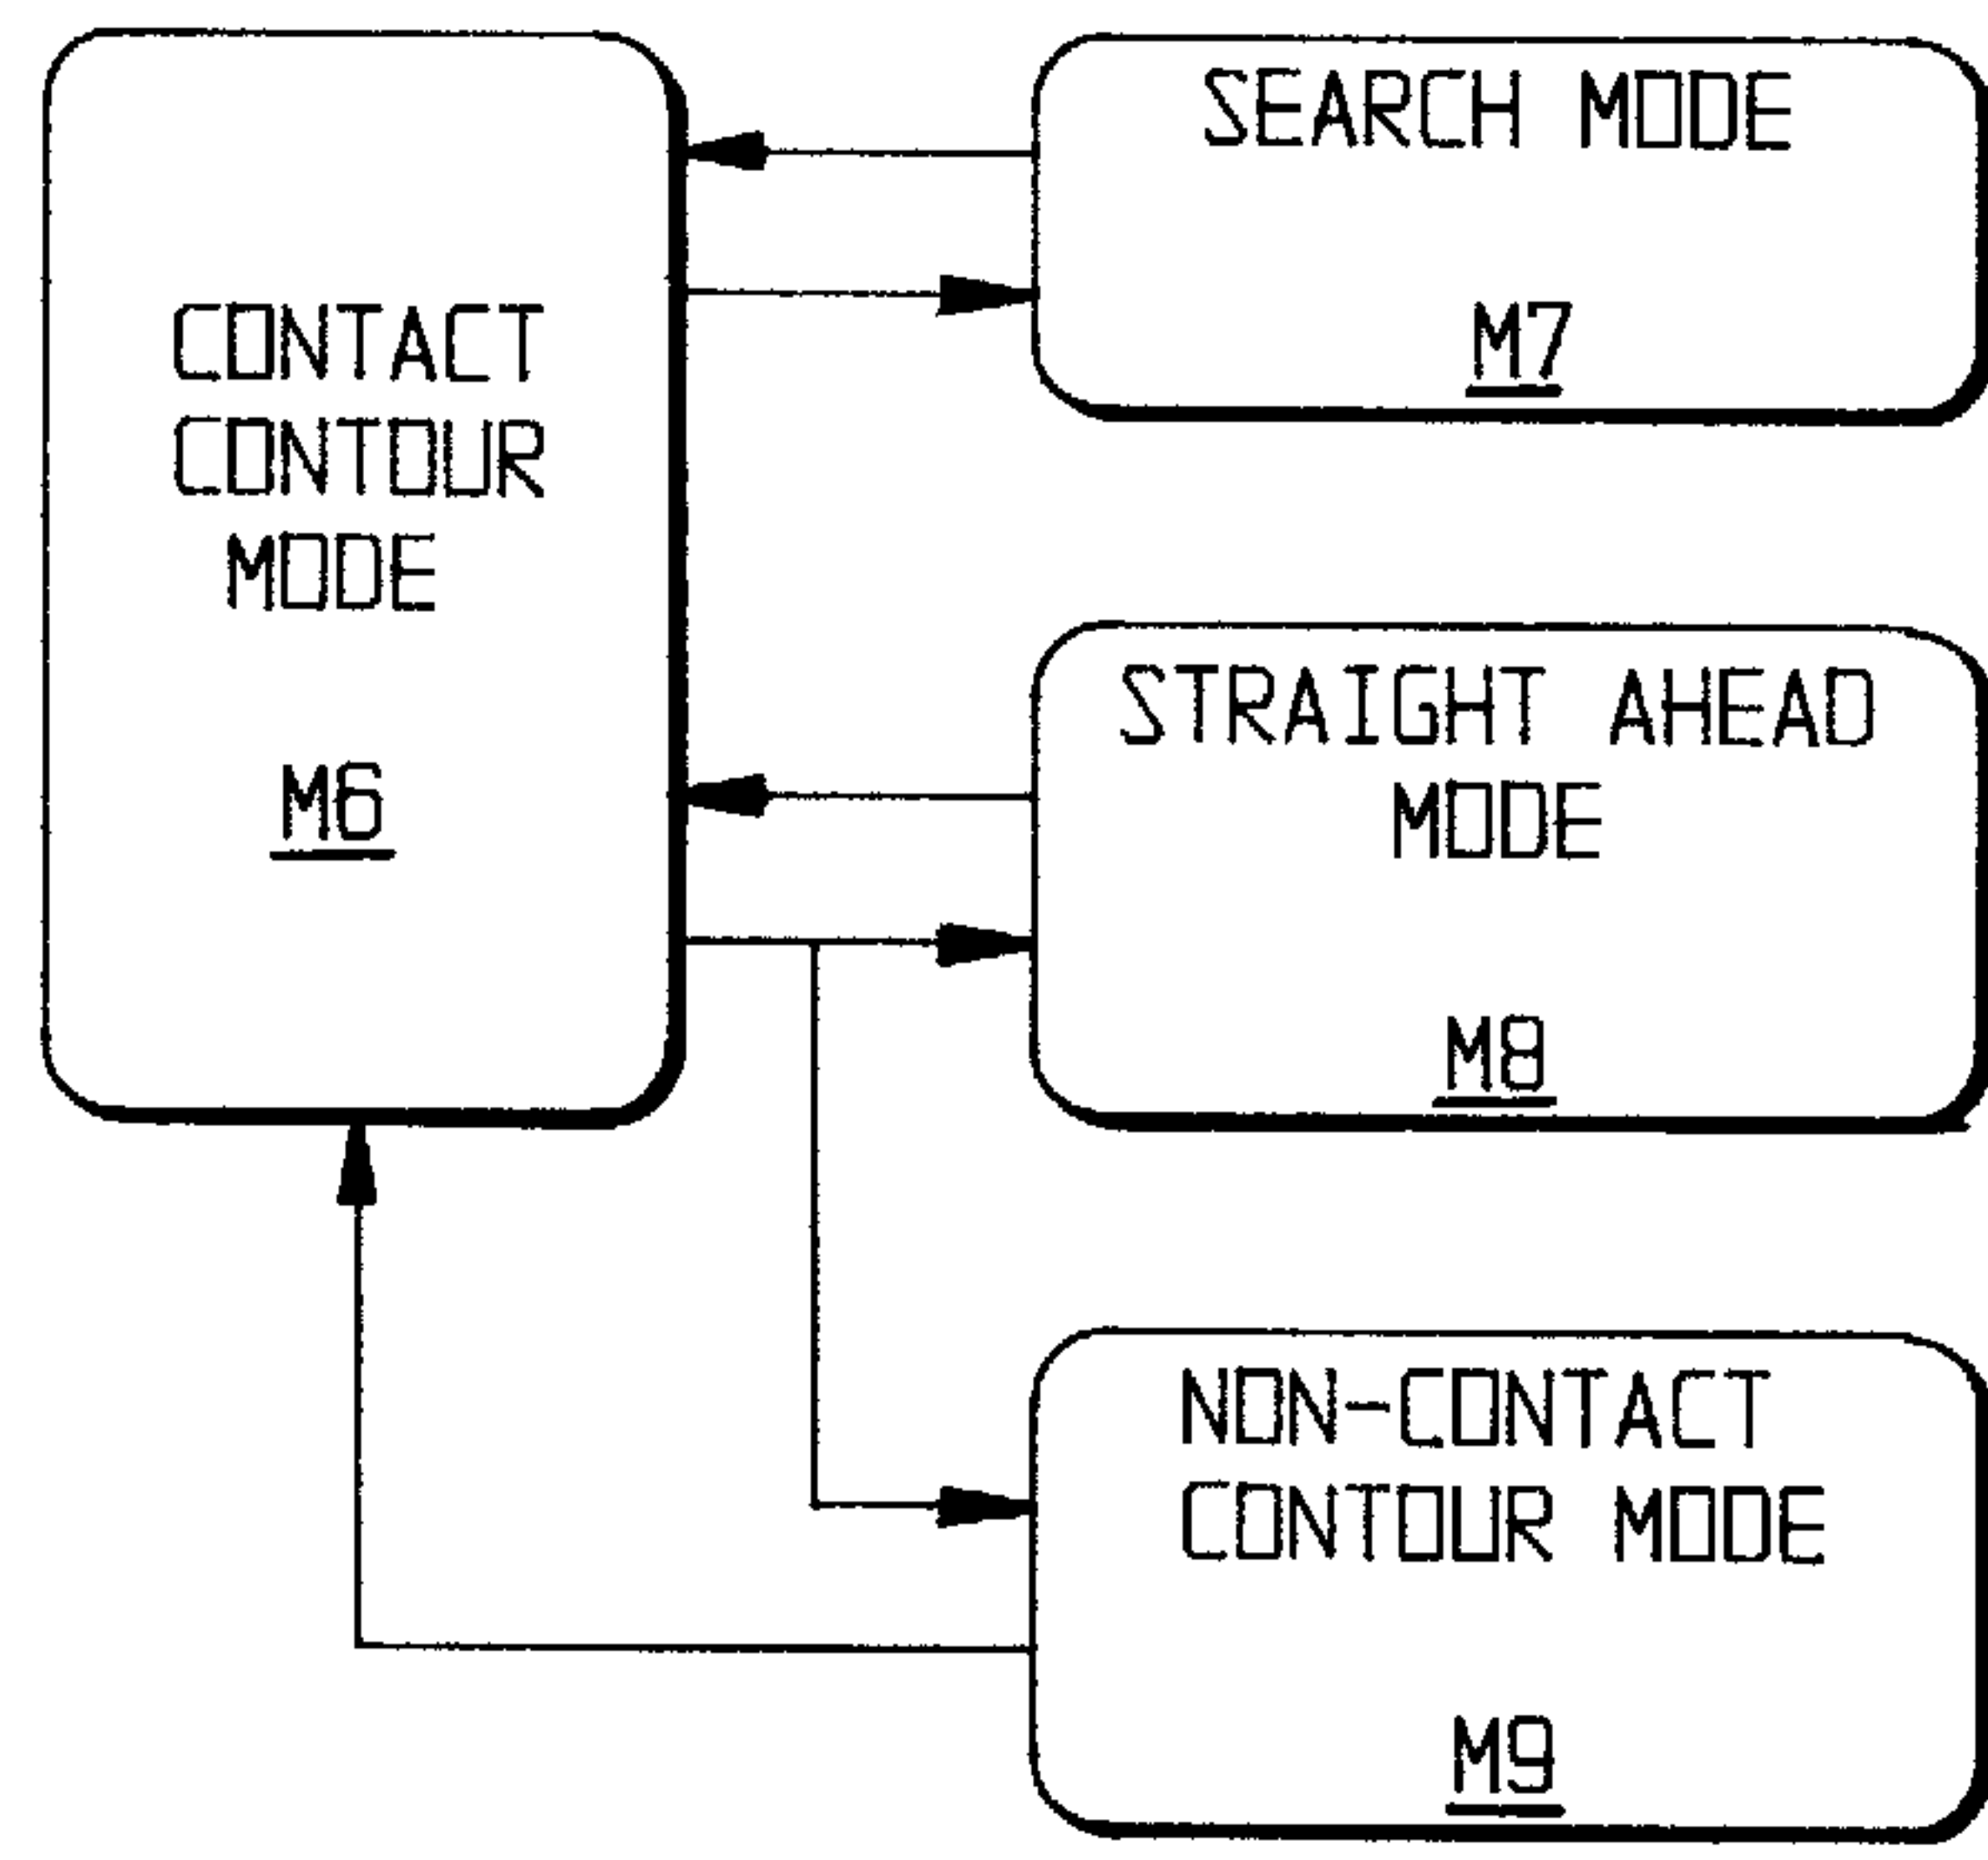 CONTACT
CONTOUR
MODE
M6
SEARCH MODE
M7
STRAIGHT AHEAD
MODE
M8
NON-CONTACT
CONTOUR MODE
M9